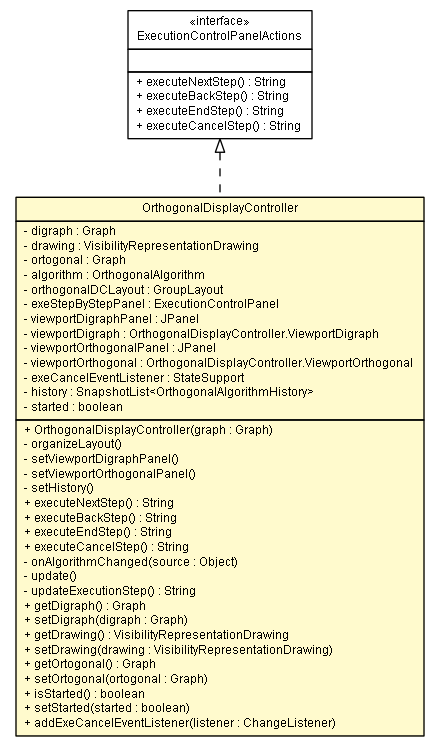 «interface»
ExecutionControlPanelActions
+ executeNextStep() : String
+ executeBackStep() : String
+ executeEndStep() : String
+ executeCancelStep() : String
OrthogonalDisplayController
- digraph : Graph
- drawing : VisibilityRepresentationDrawing
- ortogonal : Graph
- algorithm : OrthogonalAlgorithm
- orthogonalDCLayout : GroupLayout
- exeStepByStepPanel : ExecutionControlPanel
- viewportDigraphPanel : JPanel
- viewportDigraph : OrthogonalDisplayController.ViewportDigraph
- viewportOrthogonalPanel : JPanel
- viewportOrthogonal : OrthogonalDisplayController.ViewportOrthogonal
- exeCancelEventListener : StateSupport
- history : SnapshotList<OrthogonalAlgorithmHistory>
- started : boolean
+ OrthogonalDisplayController(graph : Graph)
- organizeLayout()
- setViewportDigraphPanel()
- setViewportOrthogonalPanel()
- setHistory()
+ executeNextStep() : String
+ executeBackStep() : String
+ executeEndStep() : String
+ executeCancelStep() : String
- onAlgorithmChanged(source : Object)
- update()
- updateExecutionStep() : String
+ getDigraph() : Graph
+ setDigraph(digraph : Graph)
+ getDrawing() : VisibilityRepresentationDrawing
+ setDrawing(drawing : VisibilityRepresentationDrawing)
+ getOrtogonal() : Graph
+ setOrtogonal(ortogonal : Graph)
+ isStarted() : boolean
+ setStarted(started : boolean)
+ addExeCancelEventListener(listener : ChangeListener)